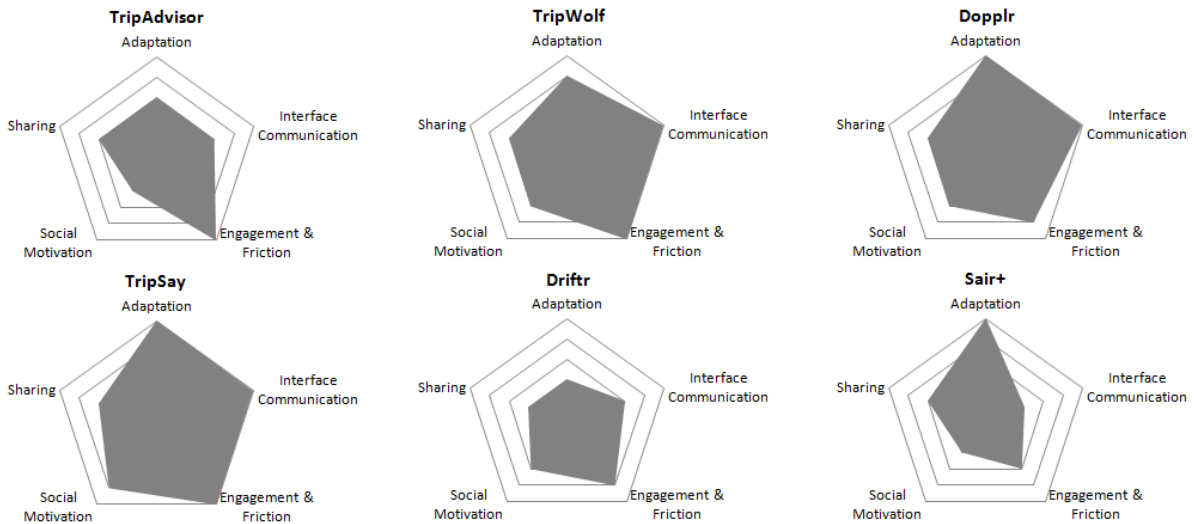 TripAdvisor
Adaptation
Sharing
Interface
Communication
Social
Motivation
Engagement &
Friction
TripWolf
Adaptation
Sharing
Interface
Communication
Social
Motivation
Engagement &
Friction
Dopplr
Adaptation
Sharing
Interface
Communication
Social
Motivation
Engagement &
Friction
TripSay
Adaptation
Sharing
Interface
Communication
Social
Motivation
Engagement &
Friction
Driftr
Adaptation
Sharing
Interface
Communication
Social
Motivation
Engagement &
Friction
Sair+
Adaptation
Sharing
Interface
Communication
Social
Motivation
Engagement &
Friction